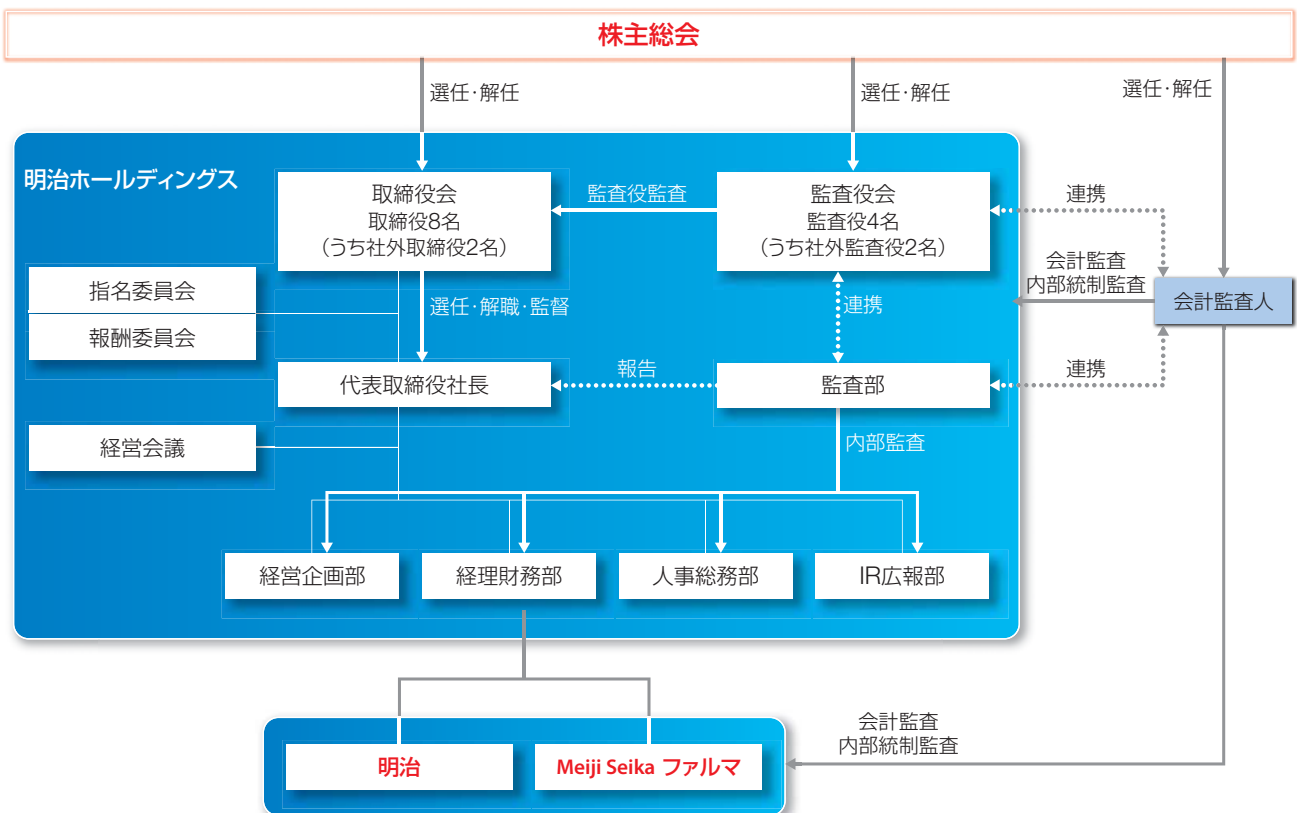 株主総会
選任・解任
選任・解任
選任・解任
明治ホールディングス
取締役会
取締役8名
（うち社外取締役2名）
監査役監査
監査役会
監査役4名
（うち社外監査役2名）
連携
会計監査
内部統制監査
会計監査人
指名委員会
報酬委員会
選任・解職・監督
連携
代表取締役社長
報告
監査部
連携
経営会議
内部監査
経営企画部
経理財務部
人事総務部
IR広報部
会計監査
内部統制監査
明治
Meiji Seika ファルマ